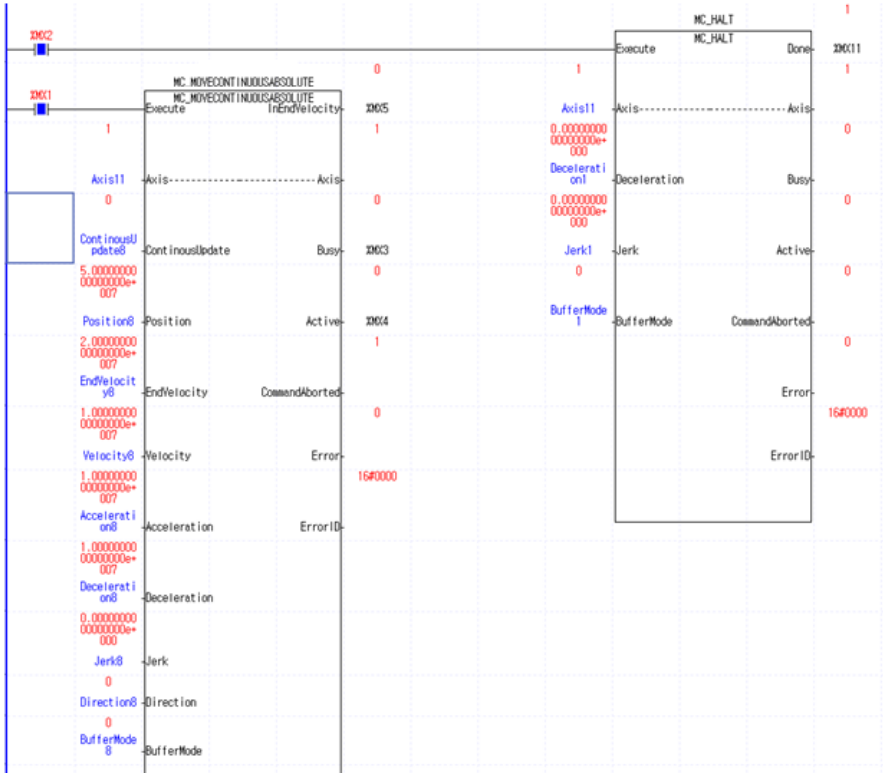 1
MC_HALT
%MX2
MC_HALT
Execute
Done
%MX11
0
1
1
MC_MOVECONTINUOUSABSOLUTE
%MX1
MC_MOVECONTINUOUSABSOLUTE
Execute
InEndVelocity
%MX5
Axis11
Axis
Axis
1
1
0.00000000
00000000e+
000
0
Axis11
Axis
Axis
Decelerati
on1
Deceleration
Busy
0
0
0.00000000
00000000e+
000
0
ContinousU
pdate8
ContinousUpdate
Busy
%MX3
Jerk1
Jerk
Active
5.00000000
00000000e+
007
0
0
0
Position8
Position
Active
%MX4
BufferMode
1
BufferMode
CommandAborted
2.00000000
00000000e+
007
1
0
EndVelocit
y8
EndVelocity
CommandAborted
Error
1.00000000
00000000e+
007
0
16#0000
Velocity8
Velocity
Error
ErrorID
1.00000000
00000000e+
007
16#0000
Accelerati
on8
Acceleration
ErrorID
1.00000000
00000000e+
007
Decelerati
on8
Deceleration
0.00000000
00000000e+
000
Jerk8
Jerk
0
Direction8
Direction
0
BufferMode
8
BufferMode